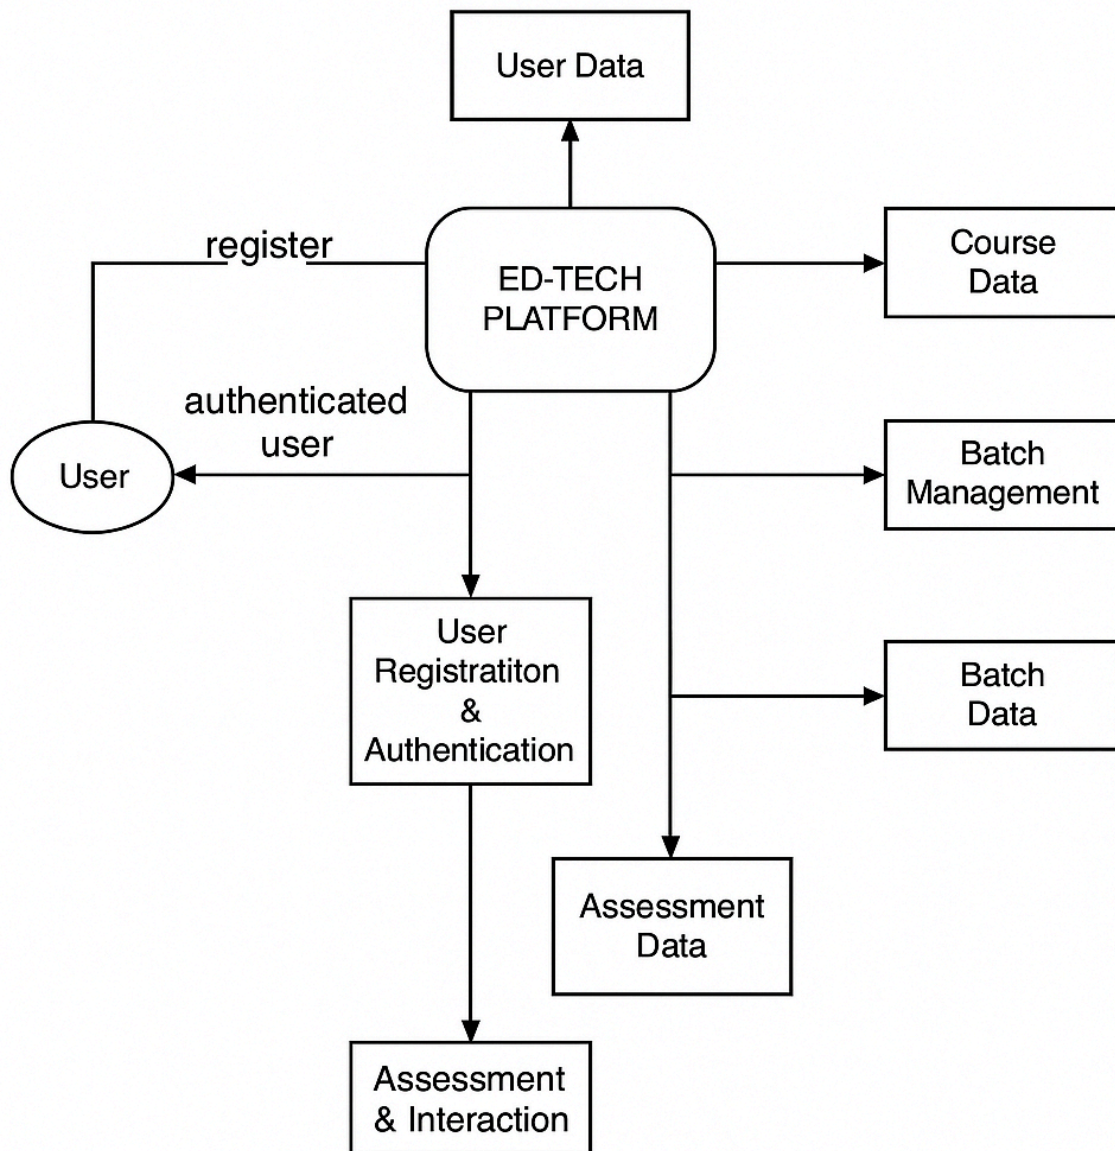 User Data
register
ED-TECH
PLATFORM
Course
Data
authenticated
user
User
Batch
Management
User
Registratiton
&
Authentication
Batch
Data
Assessment
Data
Assessment
& Interaction